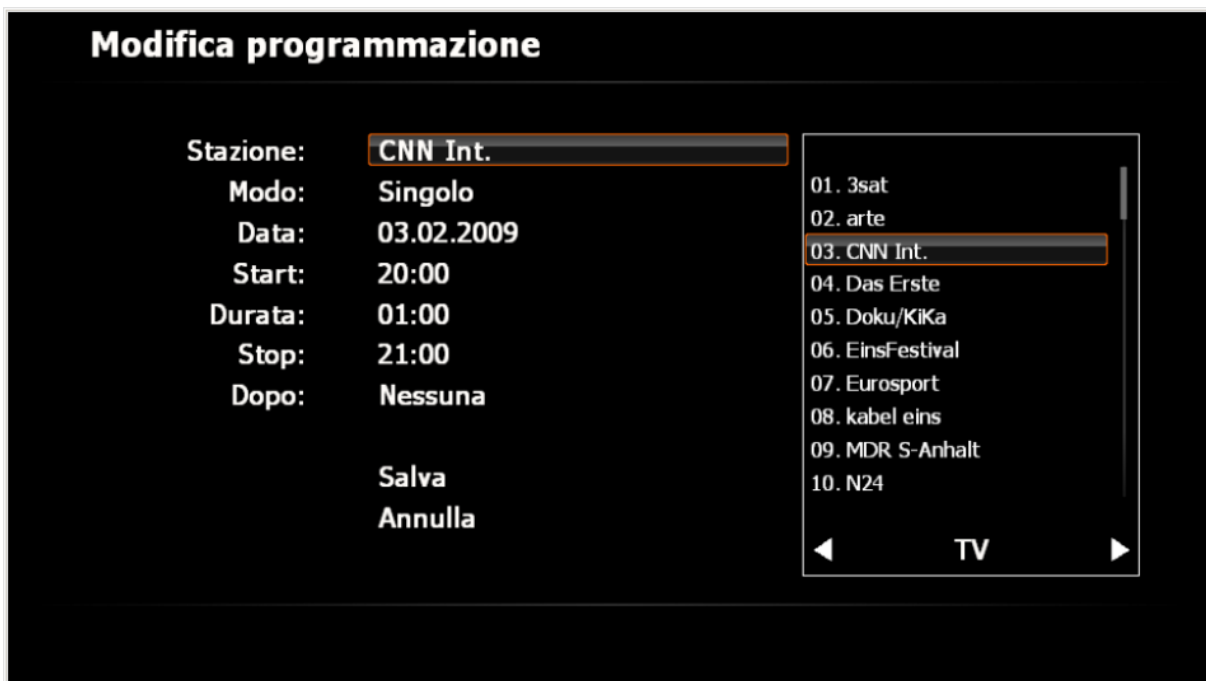 Modifica programmazione
Stazione: CNN Int.
Modo: Singolo
Data: 03.02.2009
Start: 20:00
Durata: 01:00
Stop: 21:00
Dopo: Nessuna
Salva
Annulla
01. 3sat
02. arte
03. CNN Int.
04. Das Erste
05. Doku/KiKa
06. EinsFestival
07. Eurosport
08. kabel eins
09. MDR S-Anhalt
10. N24
TV